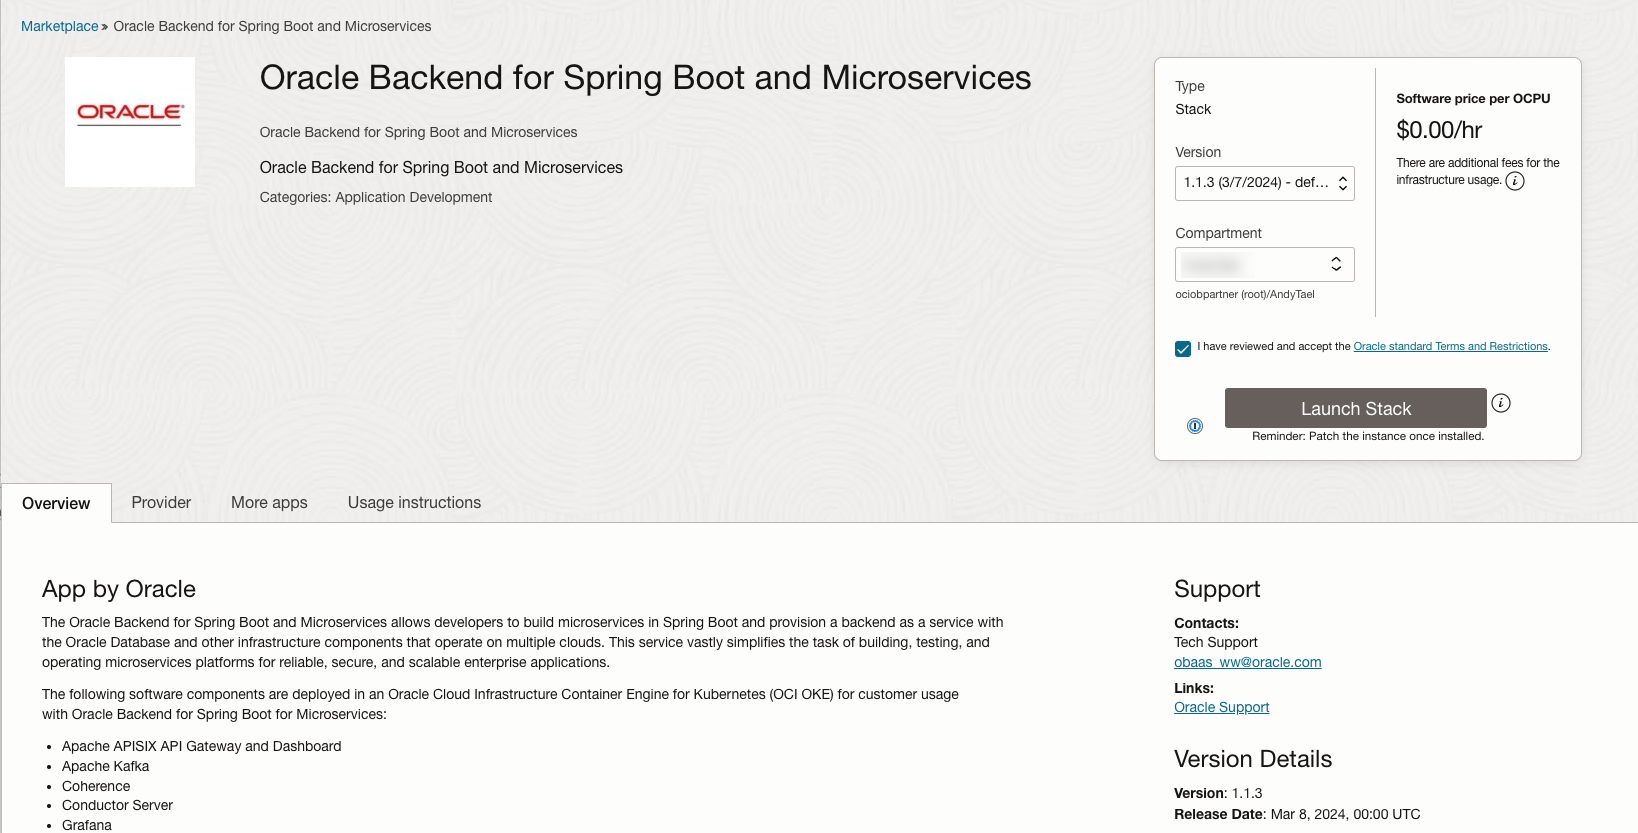 Marketplace » Oracle Backend for Spring Boot and Microservices
ORACLE®
Oracle Backend for Spring Boot and Microservices
Oracle Backend for Spring Boot and Microservices
Oracle Backend for Spring Boot and Microservices
Categories: Application Development
Type
Stack
Version
1.1.3 (3/7/2024) - def...
Compartment
ociobpartner (root)/AndyTael
Software price per OCPU
$0.00/hr
There are additional fees for the
infrastructure usage.
I have reviewed and accept the Oracle standard Terms and Restrictions.
Launch Stack
Reminder: Patch the instance once installed.
Overview
Provider
More apps
Usage instructions
App by Oracle
The Oracle Backend for Spring Boot and Microservices allows developers to build microservices in Spring Boot and provision a backend as a service with
the Oracle Database and other infrastructure components that operate on multiple clouds. This service vastly simplifies the task of building, testing, and
operating microservices platforms for reliable, secure, and scalable enterprise applications.
The following software components are deployed in an Oracle Cloud Infrastructure Container Engine for Kubernetes (OCI OKE) for customer usage
with Oracle Backend for Spring Boot for Microservices:
• Apache APISIX API Gateway and Dashboard
• Apache Kafka
• Coherence
• Conductor Server
• Grafana
Support
Contacts:
Tech Support
obaas_ww@oracle.com
Links:
Oracle Support
Version Details
Version: 1.1.3
Release Date: Mar 8, 2024, 00:00 UTC